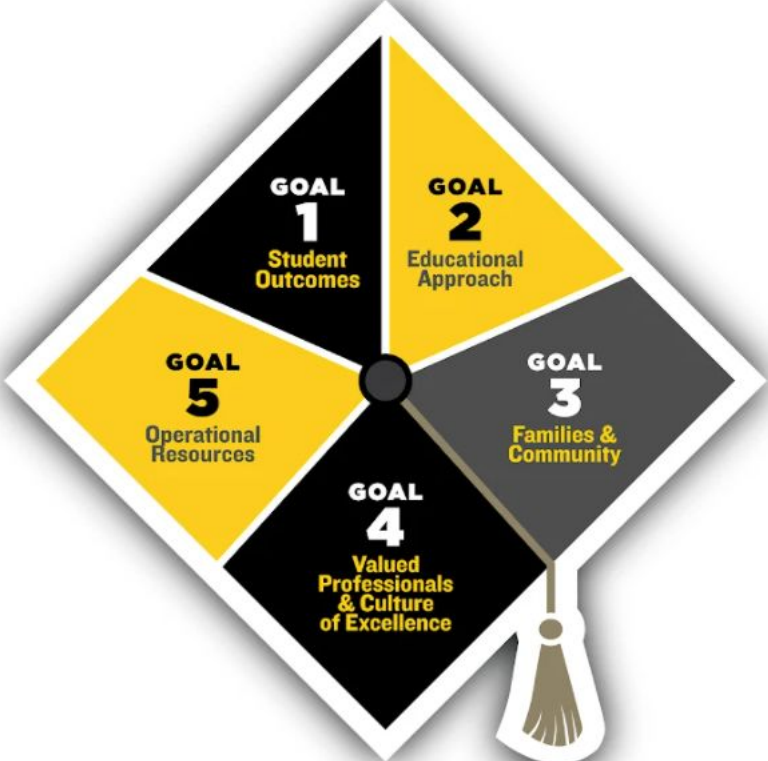 GOAL
1
Student
Outcomes
GOAL
2
Educational
Approach
GOAL
3
Families &
Community
GOAL
4
Valued
Professionals
& Culture
of Excellence
GOAL
5
Operational
Resources